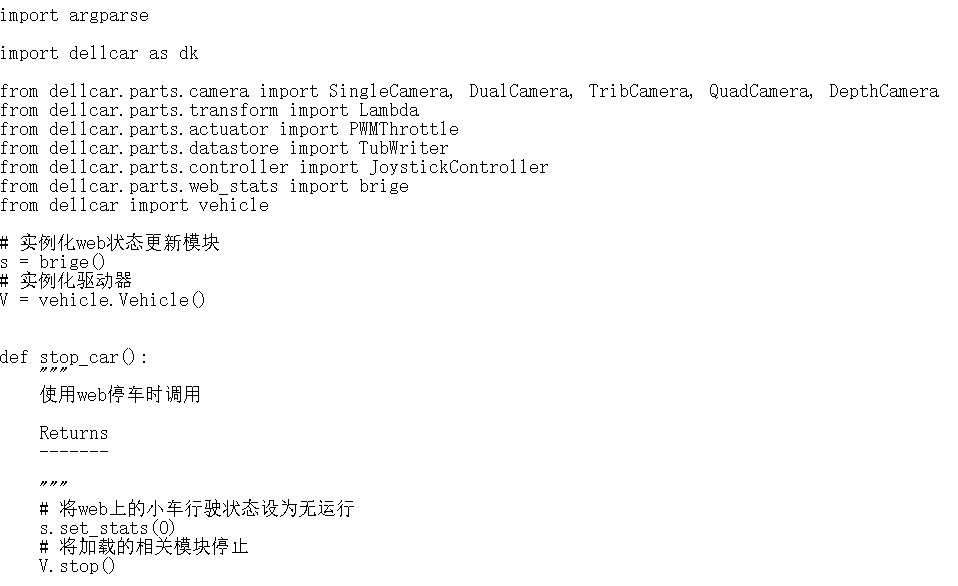 import argparse
import dellcar as dk
from dellcar.parts.camera import SingleCamera, DualCamera, TribCamera, QuadCamera, DepthCamera
from dellcar.parts.transform import Lambda
from dellcar.parts.actuator import PWMThrottle
from dellcar.parts.datastore import TubWriter
from dellcar.parts.controller import JoystickController
from dellcar.parts.web_stats import brige
from dellcar import vehicle
# 实例化web状态更新模块
s = brige()
# 实例化驱动器
V = vehicle.Vehicle()
def stop_car():
    """
    使用web停车时调用
    Returns
    -------
    """
    # 将web上的小车行驶状态设为无运行
    s.set_stats(0)
    # 将加载的相关模块停止
    V.stop()